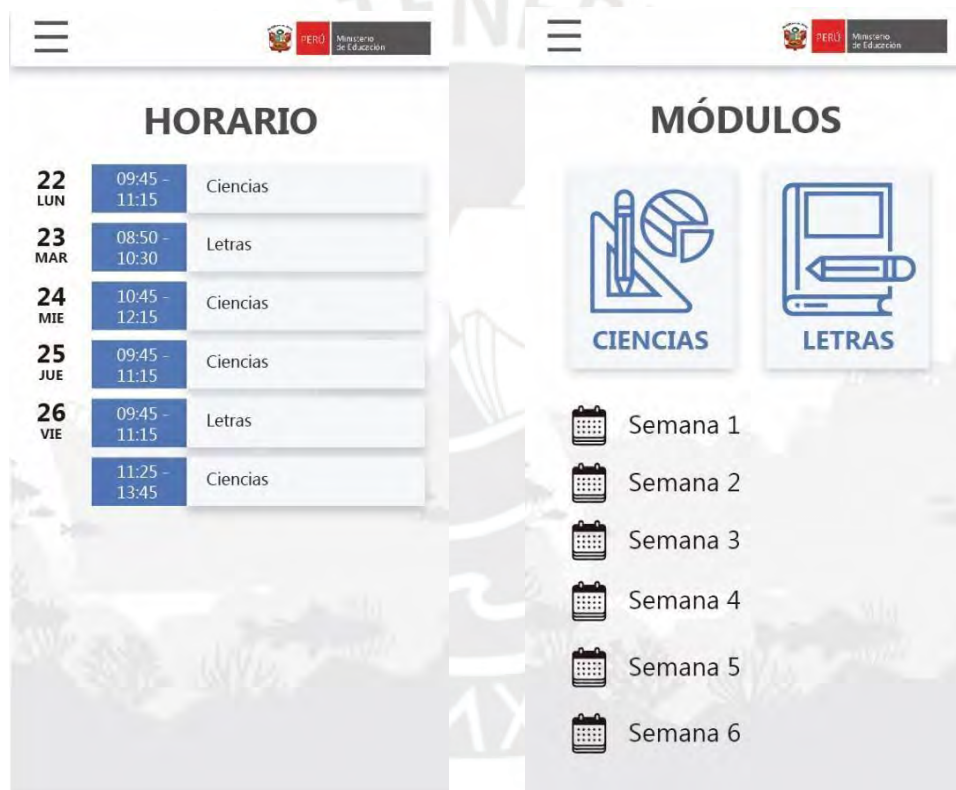 PERÚ Ministerio
de Educación
HORARIO
22
LUN
09:45 –
11:15
Ciencias
23
MAR
08:50 –
10:30
Letras
24
MIE
10:45 –
12:15
Ciencias
25
JUE
09:45 –
11:15
Ciencias
26
VIE
09:45 –
11:15
Letras
11:25 –
13:45
Ciencias
PERÚ Ministerio
de Educación
MÓDULOS
CIENCIAS
LETRAS
Semana 1
Semana 2
Semana 3
Semana 4
Semana 5
Semana 6